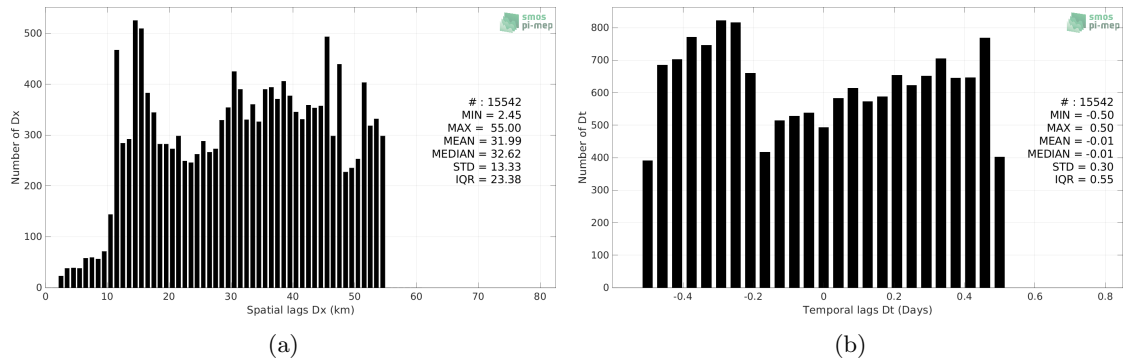 smos
pi-mep
500
400
300
200
100
0
Number of Dx
# : 15542
MIN = 2.45
MAX = 55.00
MEAN = 31.99
MEDIAN = 32.62
STD = 13.33
IQR = 23.38
0 10 20 30 40 50 60 70 80
Spatial lags Dx (km)
(a)
smos
pi-mep
800
700
600
500
400
300
200
100
0
Number of Dt
# : 15542
MIN = -0.50
MAX = 0.50
MEAN = -0.01
MEDIAN = -0.01
STD = 0.30
IQR = 0.55
-0.4 -0.2 0 0.2 0.4 0.6 0.8
Temporal lags Dt (Days)
(b)